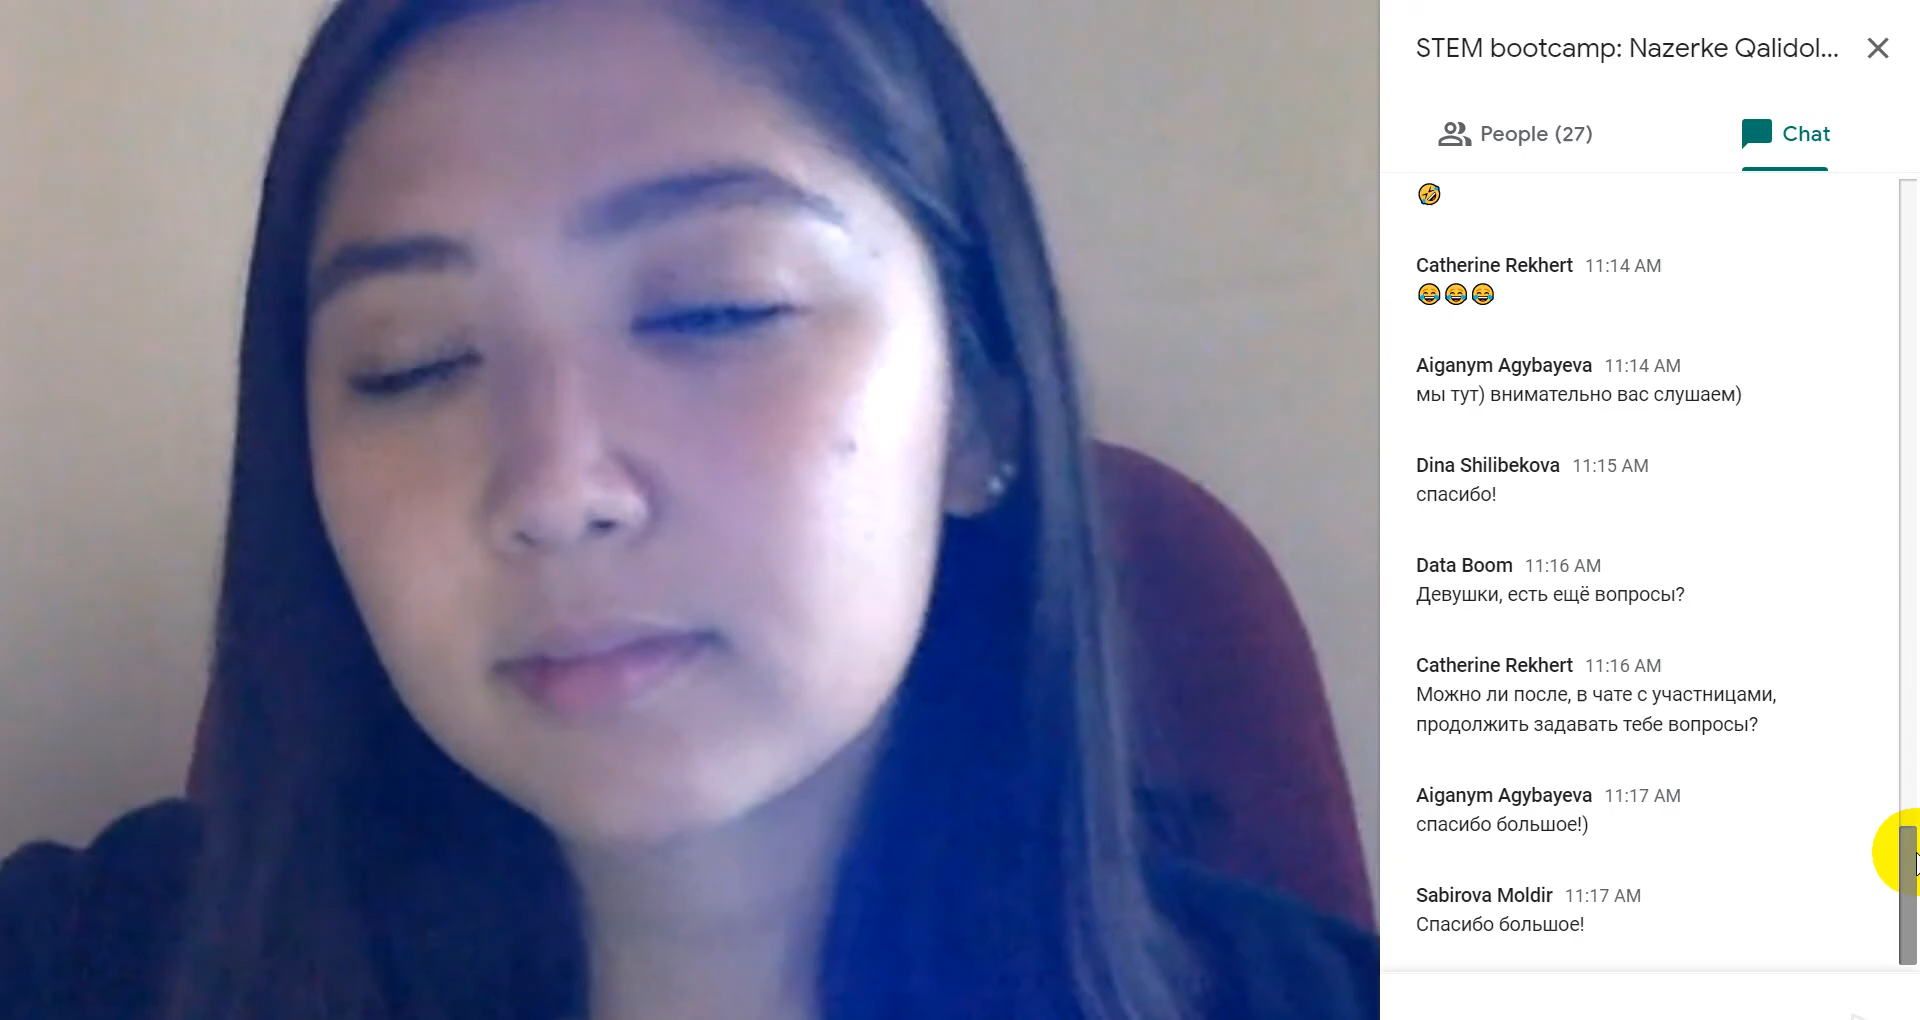 STEM bootcamp: Nazerke Qalidol...
People (27)
Chat
Catherine Rekhert 11:14 AM
Aiganym Agybayeva 11:14 AM
мы тут) внимательно вас слушаем)
Dina Shilibekova 11:15 AM
спасибо!
Data Boom 11:16 AM
Девушки, есть ещё вопросы?
Catherine Rekhert 11:16 AM
Можно ли после, в чате с участницами,
продолжить задавать тебе вопросы?
Aiganym Agybayeva 11:17 AM
спасибо большое!)
Sabirova Moldir 11:17 AM
Спасибо большое!